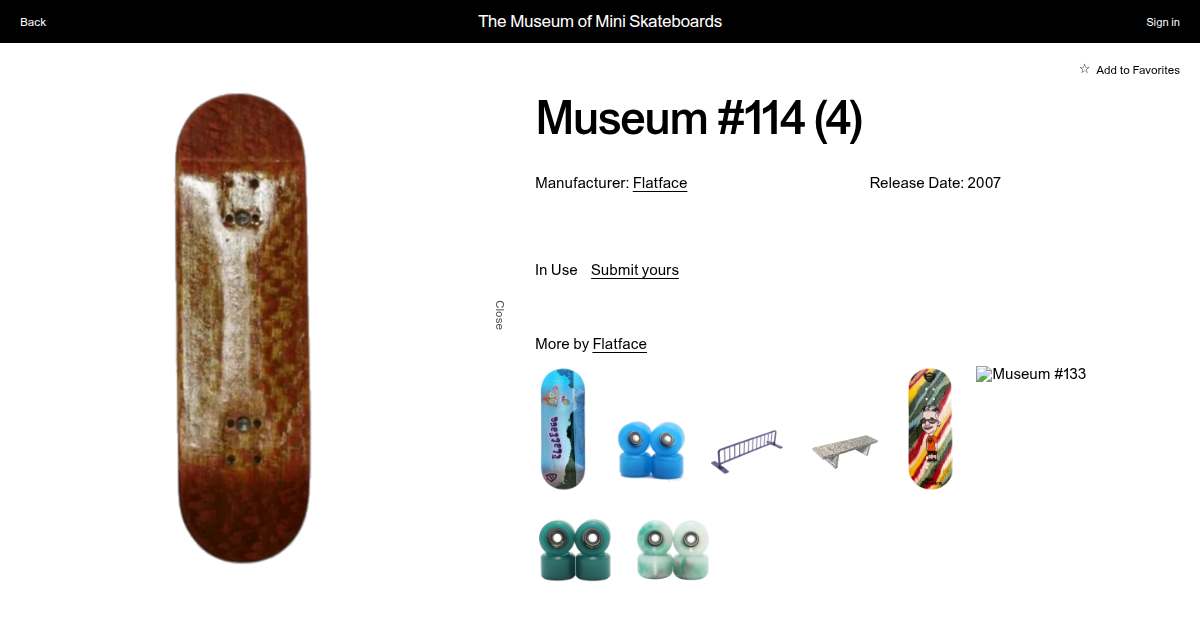 Back
The Museum of Mini Skateboards
Sign in
☆ Add to Favorites
Museum #114 (4)
Manufacturer: Flatface
Release Date: 2007
In Use
Submit yours
Close
More by Flatface
Museum #133